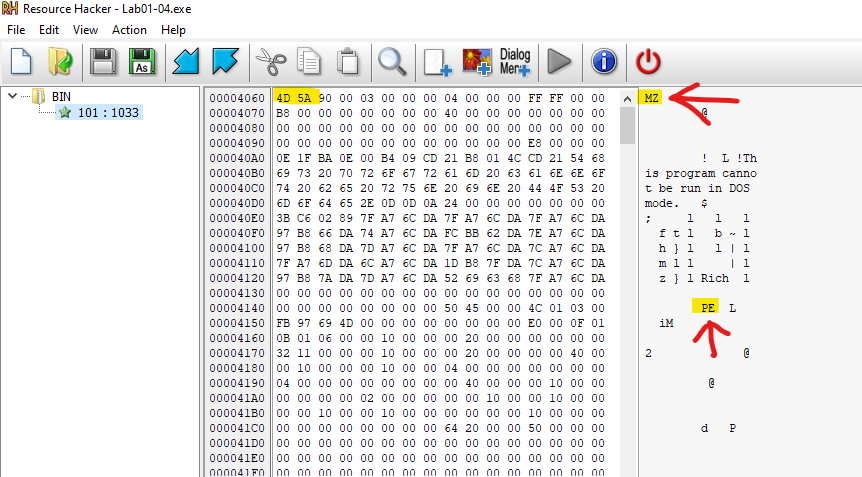 Resource Hacker - Lab01-04.exe
File Edit View Action Help
As Dialog Menu
BIN
101 : 1033
00004060 4D 5A 90 00 03 00 00 00 04 00 00 00 FF FF 00 00 MZ
00004070 B8 00 00 00 00 00 00 00 40 00 00 00 00 00 00 00 @
00004080 00 00 00 00 00 00 00 00 00 00 00 00 00 00 00 00
00004090 00 00 00 00 00 00 00 00 00 00 00 00 E8 00 00 00
000040A0 0E 1F BA 0E 00 B4 09 CD 21 B8 01 4C CD 21 54 68 ! L !Th
000040B0 69 73 20 70 72 6F 67 72 61 6D 20 63 61 6E 6E 6F is program canno
000040C0 74 20 62 65 20 72 75 6E 20 69 6E 20 44 4F 53 20 t be run in DOS
000040D0 6D 6F 64 65 2E 0D 0D 0A 24 00 00 00 00 00 00 00 mode. $
000040E0 3B C6 02 89 7F A7 6C DA 7F A7 6C DA 7F A7 6C DA ; l l l
000040F0 97 B8 66 DA 74 A7 6C DA FC BB 62 DA 7E A7 6C DA f t l b ~ l
00004100 97 B8 68 DA 7D A7 6C DA 7F A7 6C DA 7C A7 6C DA h } l l | l
00004110 7F A7 6D DA 6C A7 6C DA 1D B8 7F DA 7C A7 6C DA m l l | l
00004120 97 B8 7A DA 7D A7 6C DA 52 69 63 68 7F A7 6C DA z } l Rich l
00004130 00 00 00 00 00 00 00 00 00 00 00 00 00 00 00 00
00004140 00 00 00 00 00 00 00 00 50 45 00 00 4C 01 03 00 PE L
00004150 FB 97 69 4D 00 00 00 00 00 00 00 00 E0 00 0F 01 iM
00004160 0B 01 06 00 00 10 00 00 00 20 00 00 00 00 00 00
00004170 32 11 00 00 00 10 00 00 00 20 00 00 00 00 40 00 2 @
00004180 00 10 00 00 00 10 00 00 04 00 00 00 00 00 00 00
00004190 04 00 00 00 00 00 00 00 00 40 00 00 00 10 00 00 @
000041A0 00 00 00 00 02 00 00 00 00 00 10 00 00 10 00 00
000041B0 00 00 10 00 00 10 00 00 00 00 00 00 10 00 00 00
000041C0 00 00 00 00 00 00 00 00 64 20 00 00 50 00 00 00 d P
000041D0 00 00 00 00 00 00 00 00 00 00 00 00 00 00 00 00
000041E0 00 00 00 00 00 00 00 00 00 00 00 00 00 00 00 00
000041F0 00 00 00 00 00 00 00 00 00 00 00 00 00 00 00 00